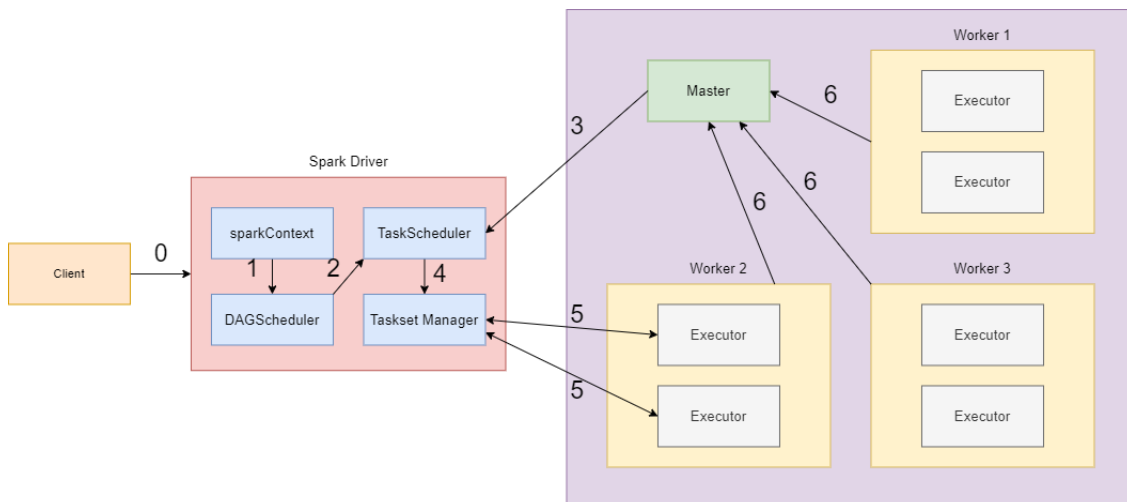 Worker 1
Master
6
Executor
3
Executor
Spark Driver
6
6
sparkContext
TaskScheduler
0
1
2
4
Client
Worker 2
Worker 3
DAGScheduler
Taskset Manager
5
Executor
Executor
5
Executor
Executor